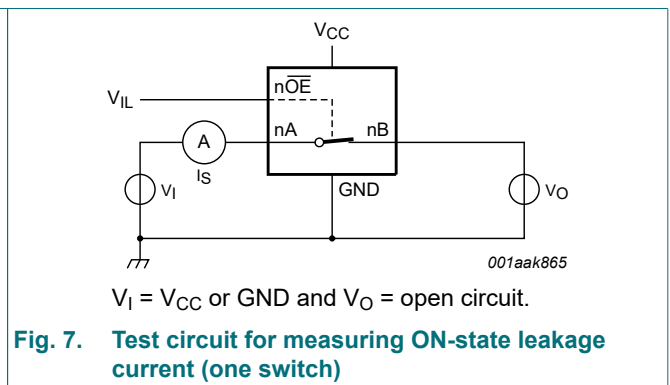 VCC
nOE
VIL
nA
nB
A
IS
VI
GND
VO
001aak865
VI = VCC or GND and VO = open circuit.
Fig. 7. Test circuit for measuring ON-state leakage
current (one switch)